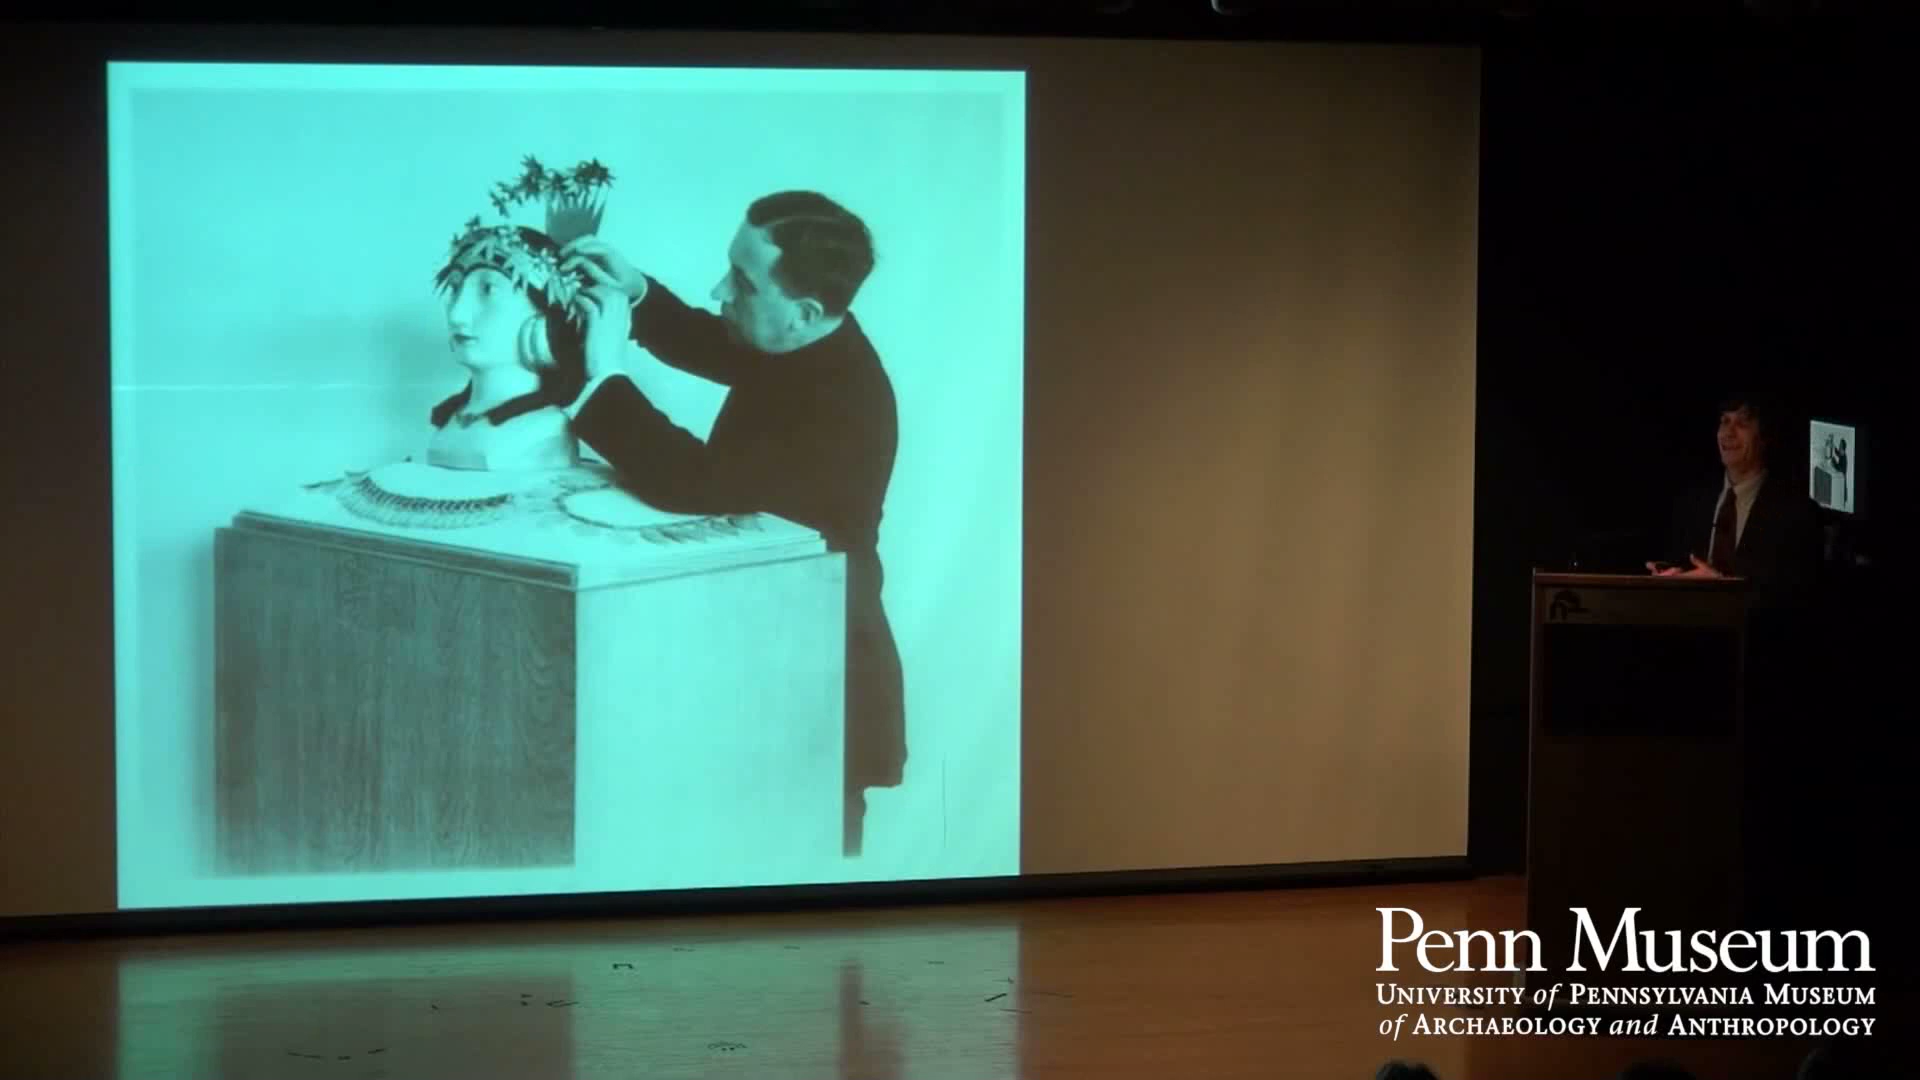 Penn Museum
UNIVERSITY of PENNSYLVANIA MUSEUM
of ARCHAEOLOGY and ANTHROPOLOGY